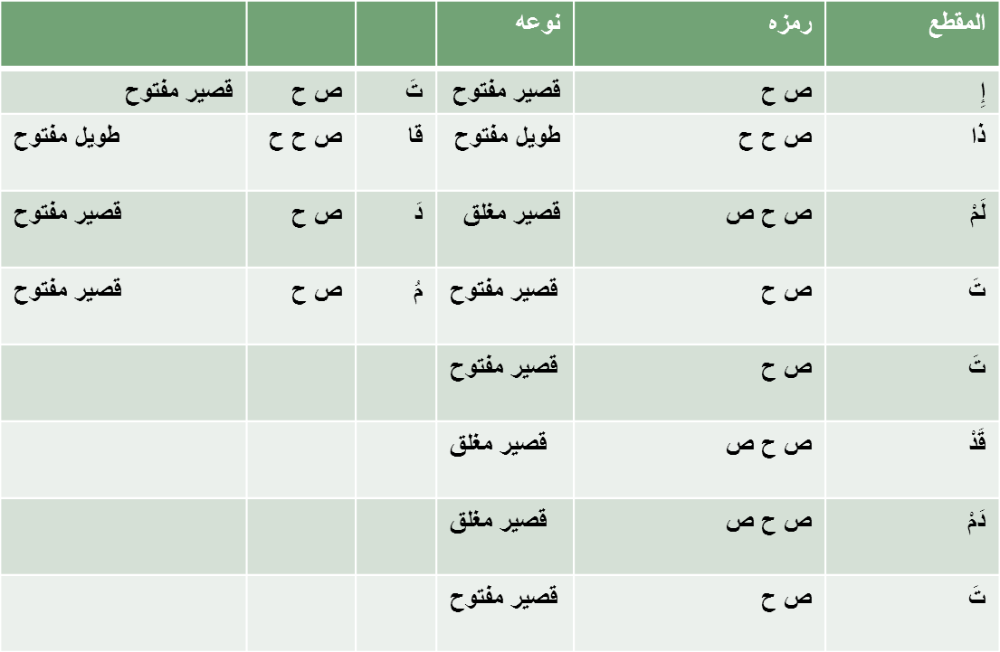 المقطع رمزه نوعه
إِ ص ح قصير مفتوح تَ ص ح قصير مفتوح
ذا ص ح ح طويل مفتوح قا ص ح ح طويل مفتوح
لَمْ ص ح ص قصير مغلق دَ ص ح قصير مفتوح
تَ ص ح قصير مفتوح مُ ص ح قصير مفتوح
تَ ص ح قصير مفتوح
قَدْ ص ح ص قصير مغلق
دَمْ ص ح ص قصير مغلق
تَ ص ح قصير مفتوح